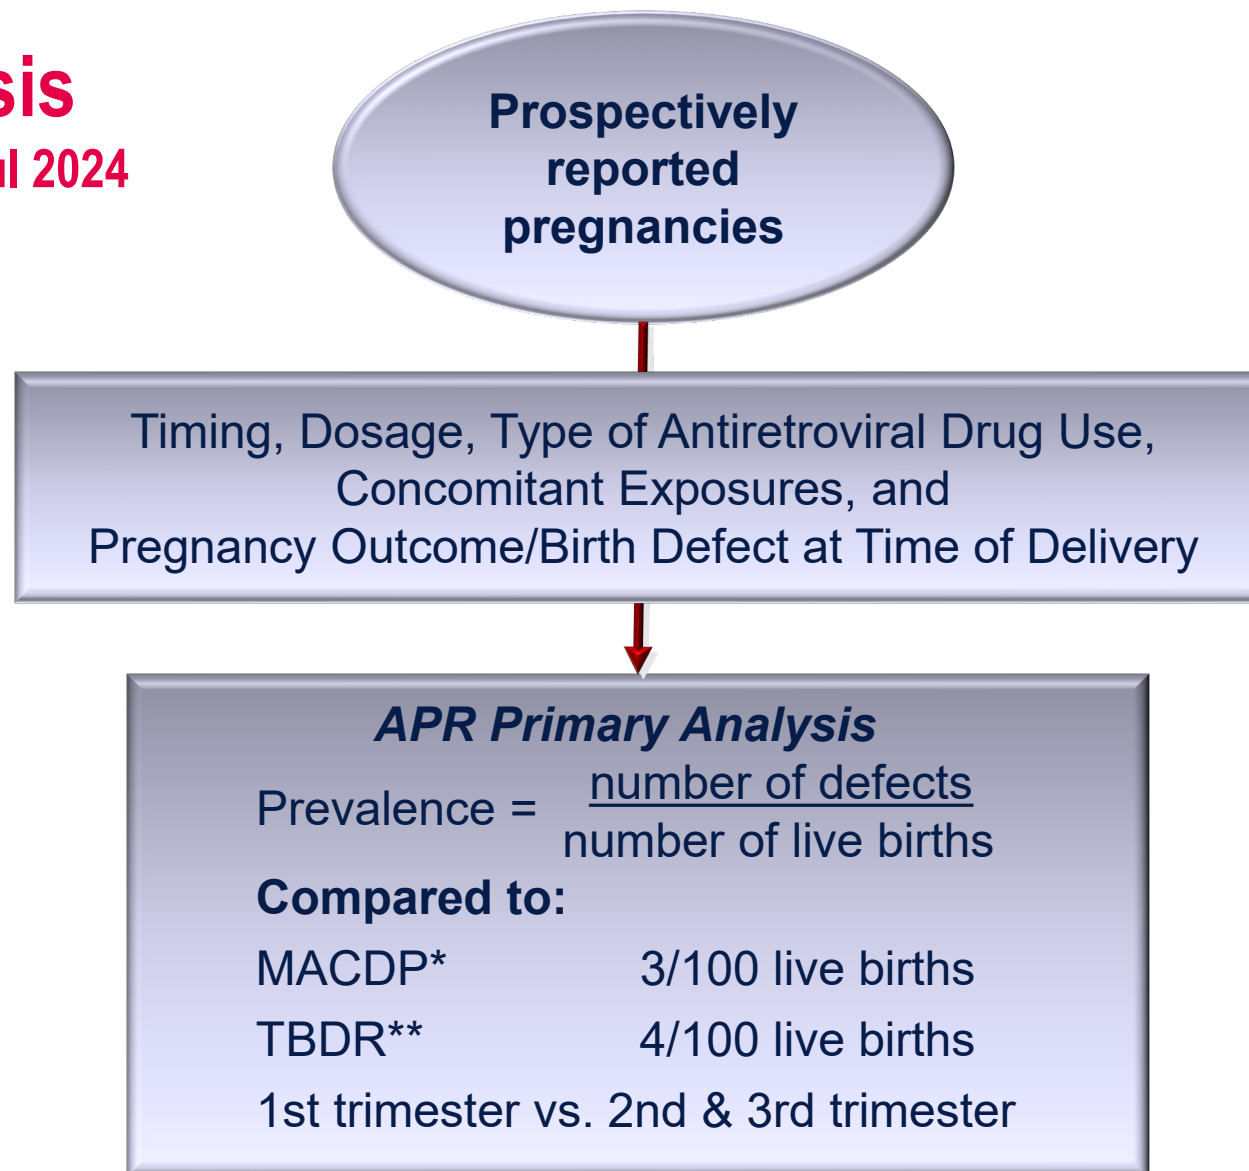 Prospectively
reported
pregnancies
2024
Timing, Dosage, Type of Antiretroviral Drug Use,
Concomitant Exposures, and
Pregnancy Outcome/Birth Defect at Time of Delivery
APR Primary Analysis
Prevalence = number of defects
number of live births
Compared to:
MACDP* 3/100 live births
TBDR** 4/100 live births
1st trimester vs. 2nd & 3rd trimester